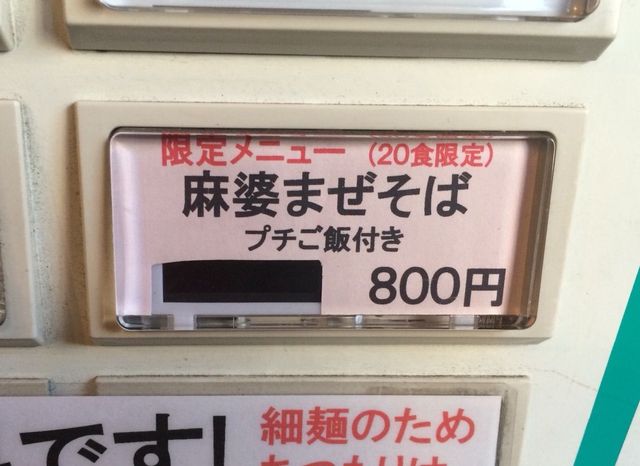 限定メニュー（20食限定）
麻婆まぜそば
プチご飯付き
800円
です!
細麺のため